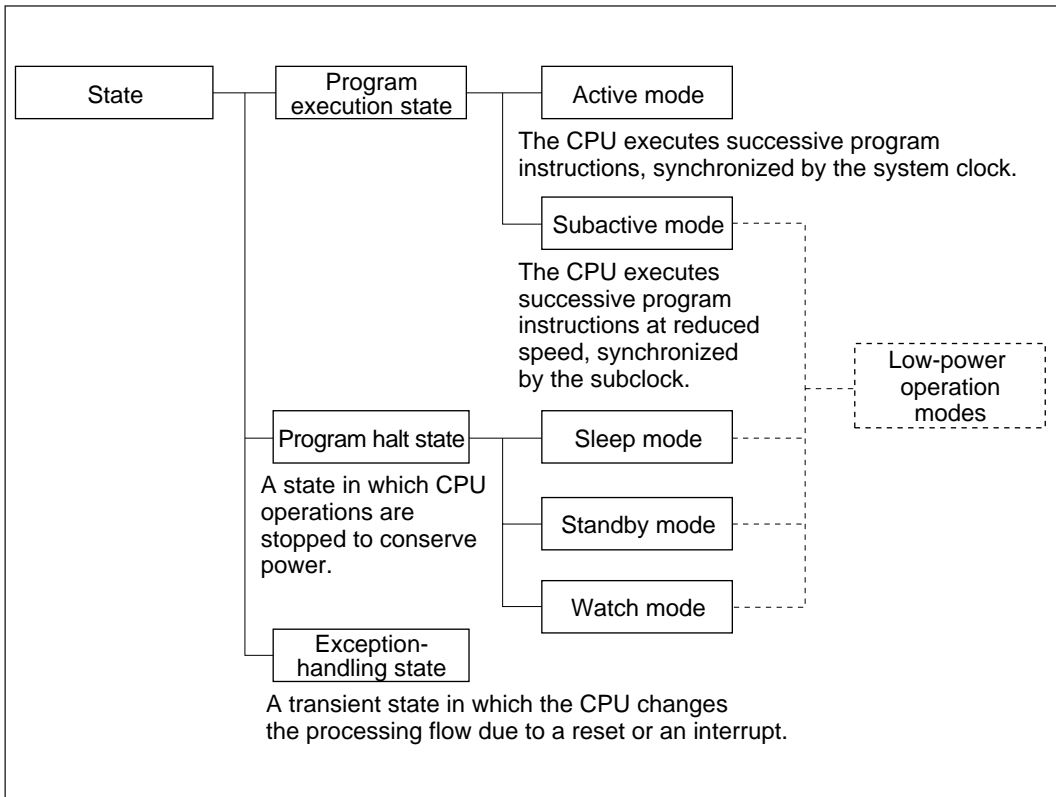 State
Program
execution state
Active mode
The CPU executes successive program
instructions, synchronized by the system clock.
Subactive mode
The CPU executes
successive program
instructions at reduced
speed, synchronized
by the subclock.
Low-power
operation
modes
Program halt state
A state in which CPU
operations are
stopped to conserve
power.
Sleep mode
Standby mode
Watch mode
Exception-
handling state
A transient state in which the CPU changes
the processing flow due to a reset or an interrupt.